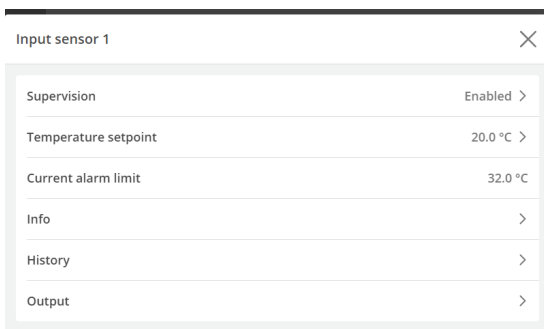 Input sensor 1
Supervision Enabled
Temperature setpoint 20.0 °C
Current alarm limit 32.0 °C
Info
History
Output